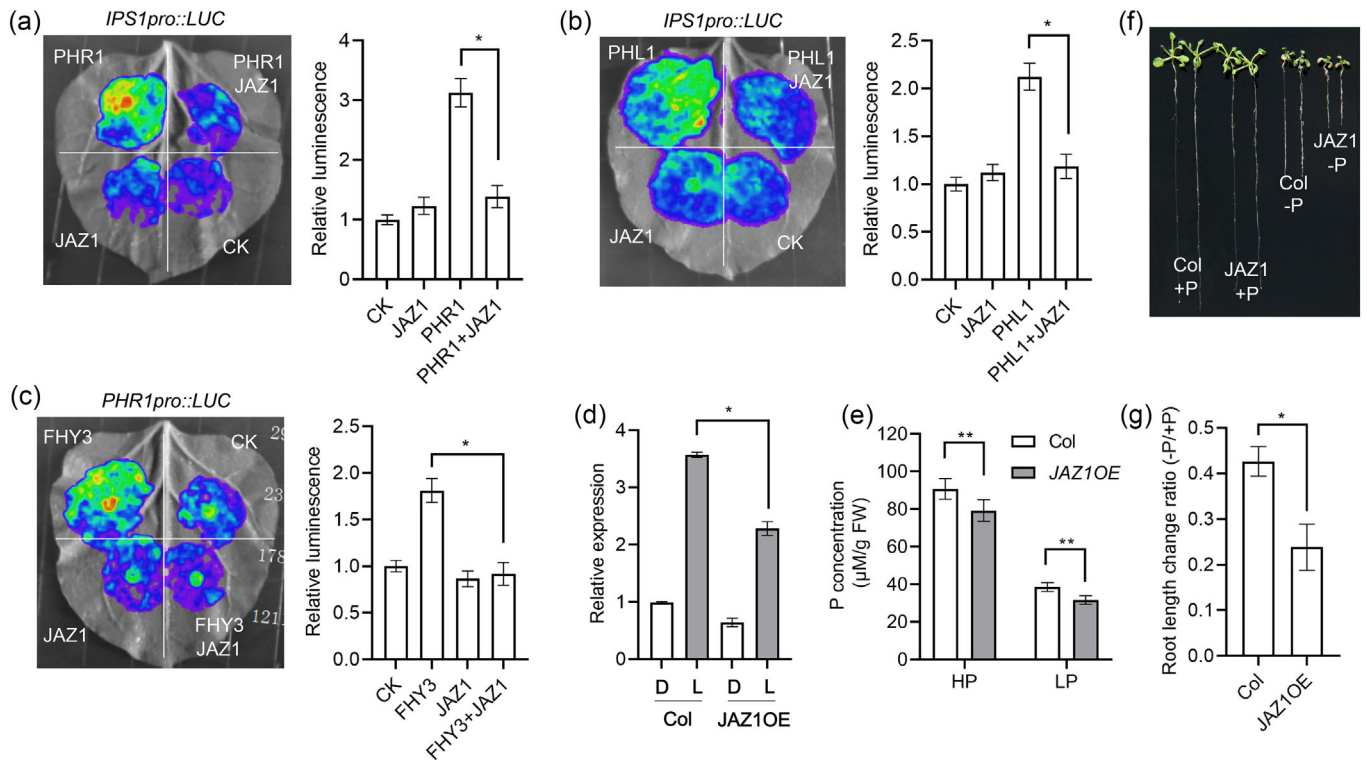 (a)
IPS1pro::LUC
PHR1
PHR1
JAZ1
JAZ1
CK
Relative luminescence
4
3
2
1
0
*
CK
JAZ1
PHR1
PHR1+JAZ1
(b)
IPS1pro::LUC
PHL1
PHL1
JAZ1
JAZ1
CK
Relative luminescence
2.5
2.0
1.5
1.0
0.5
0.0
*
CK
JAZ1
PHL1
PHL1+JAZ1
(f)
JAZ1
-P
Col
-P
Col
+P
JAZ1
+P
(c)
PHR1pro::LUC
FHY3
CK
JAZ1
FHY3
JAZ1
29
23
178
1211
Relative luminescence
2.5
2.0
1.5
1.0
0.5
0.0
*
CK
FHY3
JAZ1
FHY3+JAZ1
(d)
Relative expression
4
3
2
1
0
*
D L D L
Col JAZ1OE
(e)
P concentration
(µM/g FW)
120
100
80
60
40
20
0
**
**
Col
JAZ1OE
HP LP
(g)
Root length change ratio (-P/+P)
0.5
0.4
0.3
0.2
0.1
0.0
*
Col
JAZ1OE